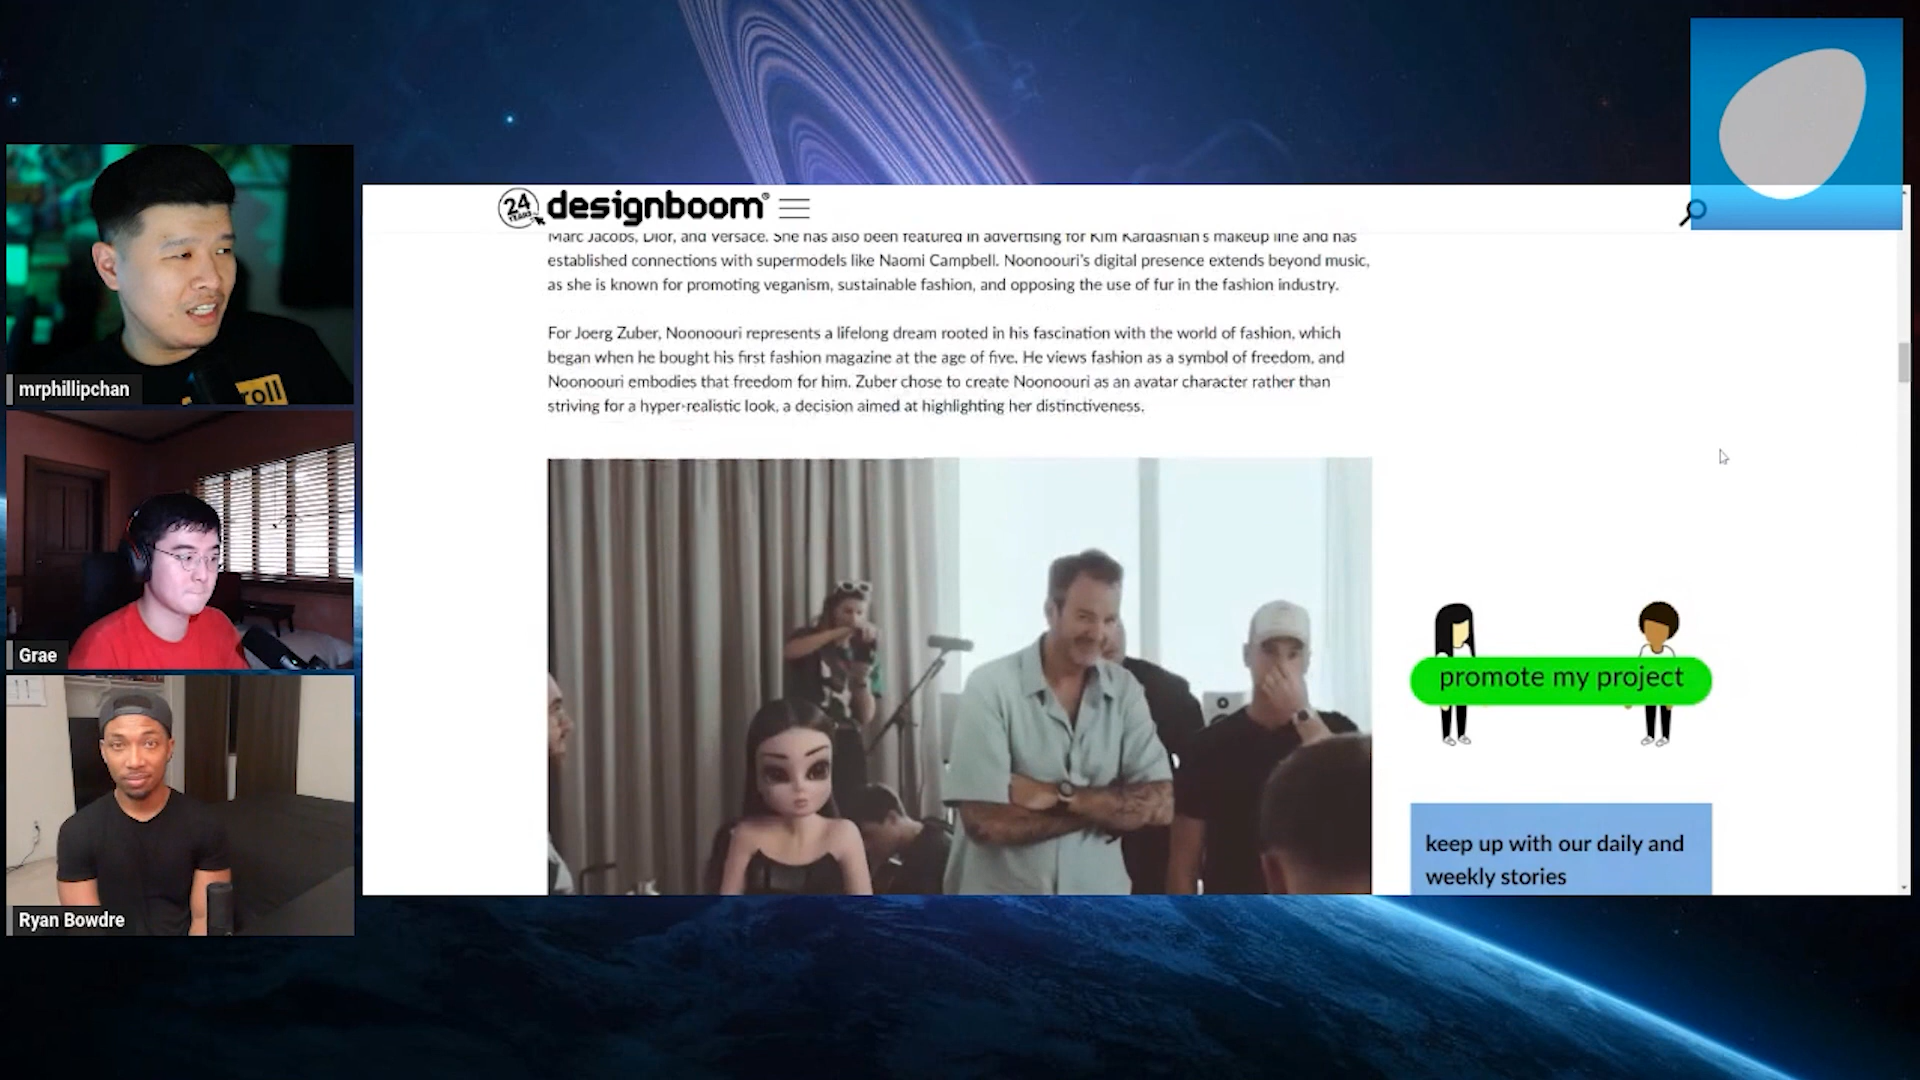 24
YEARS
designboom®
Marc Jacobs, Dior, and Versace. She has also been featured in advertising for Kim Kardashian's makeup line and has
established connections with supermodels like Naomi Campbell. Noonoouri's digital presence extends beyond music,
as she is known for promoting veganism, sustainable fashion, and opposing the use of fur in the fashion industry.
For Joerg Zuber, Noonoouri represents a lifelong dream rooted in his fascination with the world of fashion, which
began when he bought his first fashion magazine at the age of five. He views fashion as a symbol of freedom, and
Noonoouri embodies that freedom for him. Zuber chose to create Noonoouri as an avatar character rather than
striving for a hyper-realistic look, a decision aimed at highlighting her distinctiveness.
roll
mrphillipchan
Grae
Ryan Bowdre
promote my project
keep up with our daily and
weekly stories